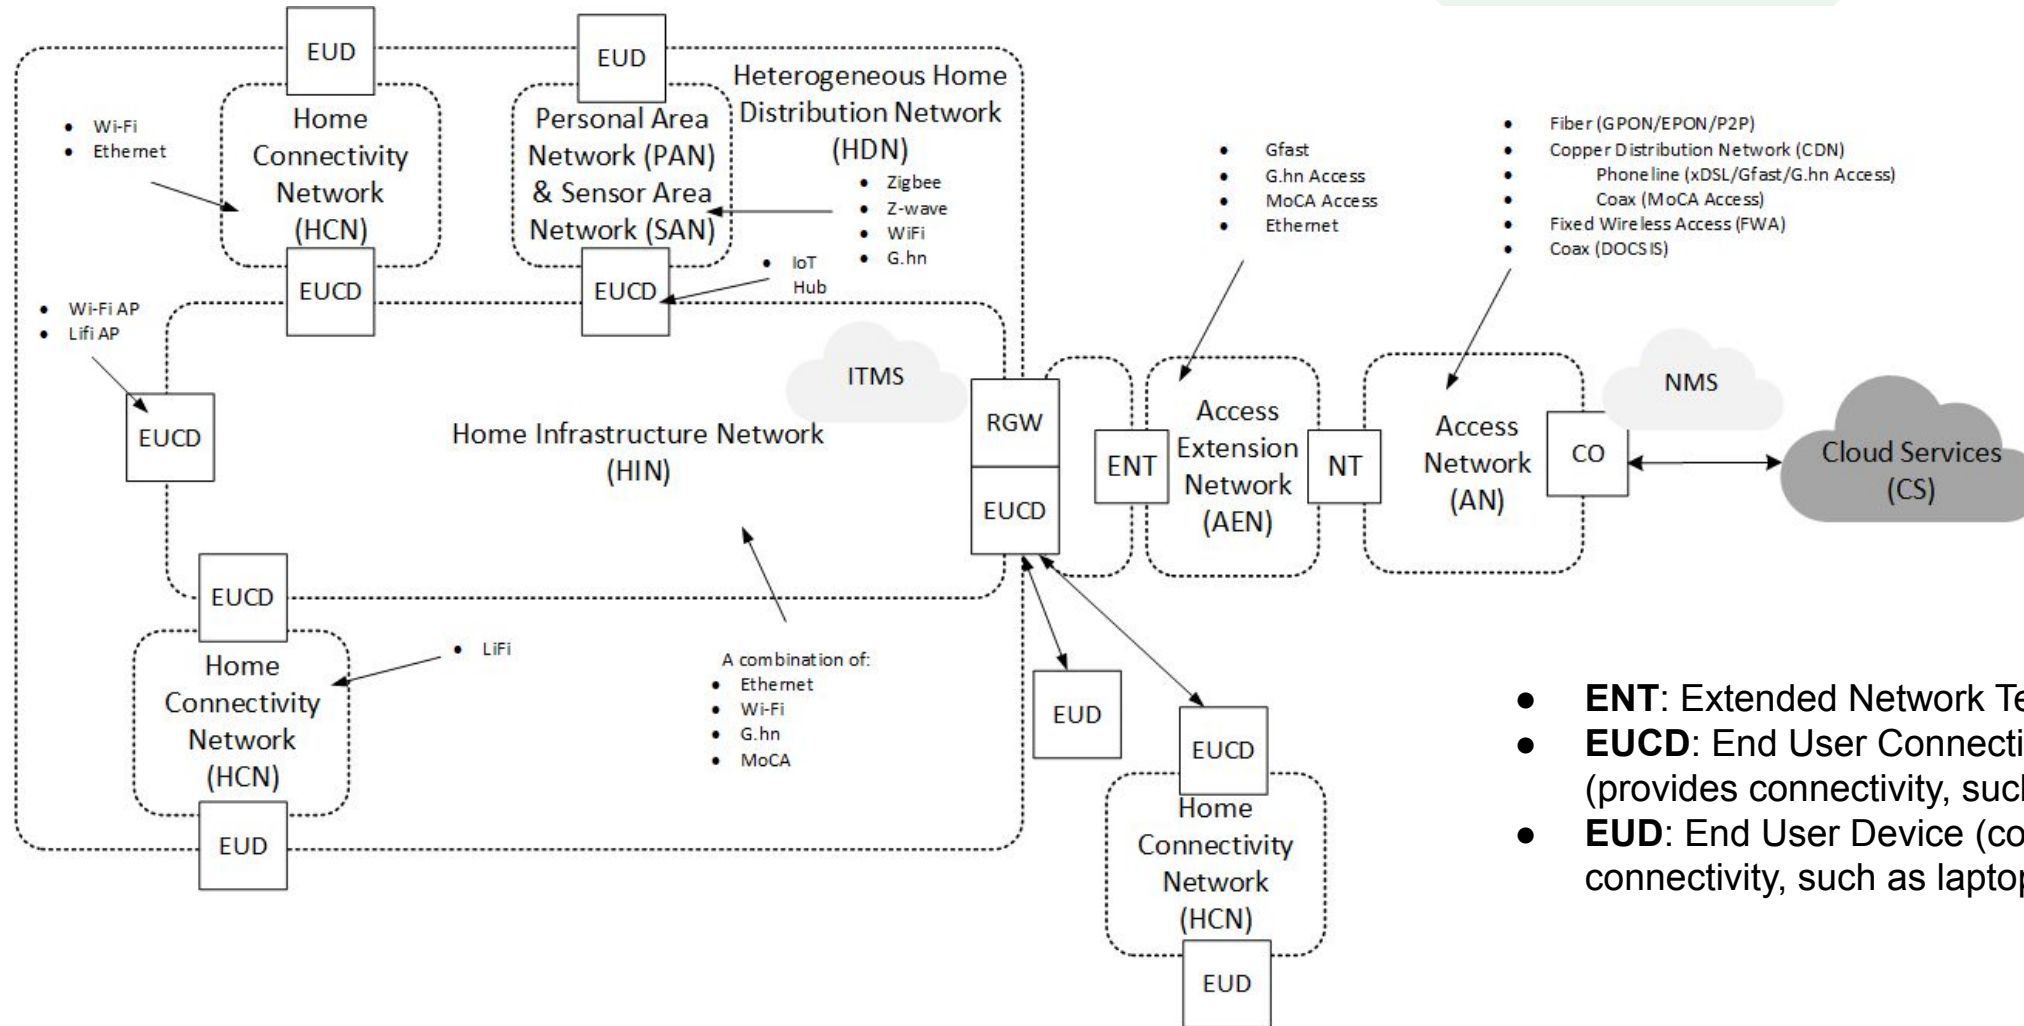 EUD
EUD
Heterogeneous Home
Distribution Network
(HDN)
• Zigbee
• Z-wave
• WiFi
• G.hn
• Wi-Fi
• Ethernet
Home
Connectivity
Network
(HCN)
Personal Area
Network (PAN)
& Sensor Area
Network (SAN)
EUCD
EUCD
• IoT
Hub
• Wi-Fi AP
• Lifi AP
EUCD
ITMS
Home Infrastructure Network
(HIN)
RGW
EUCD
ENT
• Gfast
• G.hn Access
• MoCA Access
• Ethernet
Access
Extension
Network
(AEN)
NT
• Fiber (GPON/EPON/P2P)
• Copper Distribution Network (CDN)
• Phoneline (xDSL/Gfast/G.hn Access)
• Coax (MoCA Access)
• Fixed Wireless Access (FWA)
• Coax (DOCSIS)
Access
Network
(AN)
CO
NMS
Cloud Services
(CS)
EUCD
Home
Connectivity
Network
(HCN)
EUD
• LiFi
A combination of:
• Ethernet
• Wi-Fi
• G.hn
• MoCA
EUD
EUCD
Home
Connectivity
Network
(HCN)
EUD
● ENT: Extended Network Te
● EUCD: End User Connecti
(provides connectivity, such
● EUD: End User Device (co
connectivity, such as laptop